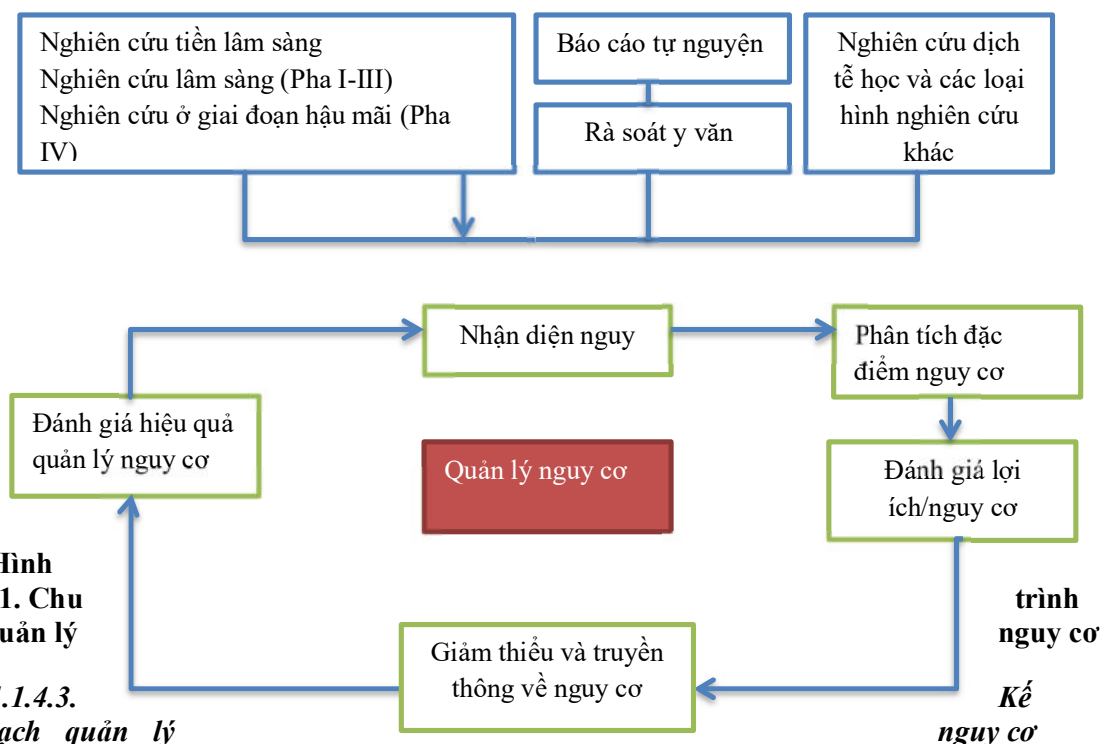 Nghiên cứu tiền lâm sàng
Nghiên cứu lâm sàng (Pha I-III)
Nghiên cứu ở giai đoạn hậu mãi (Pha
IV)
Báo cáo tự nguyện
Rà soát y văn
Nghiên cứu dịch
tễ học và các loại
hình nghiên cứu
khác
Nhận diện nguy
Phân tích đặc
điểm nguy cơ
Đánh giá hiệu quả
quản lý nguy cơ
Quản lý nguy cơ
Đánh giá lợi
ích/nguy cơ
Giảm thiểu và truyền
thông về nguy cơ
Hình
1. Chu trình
uản lý nguy cơ
.1.4.3. Kế
ạch quản lý nguy cơ